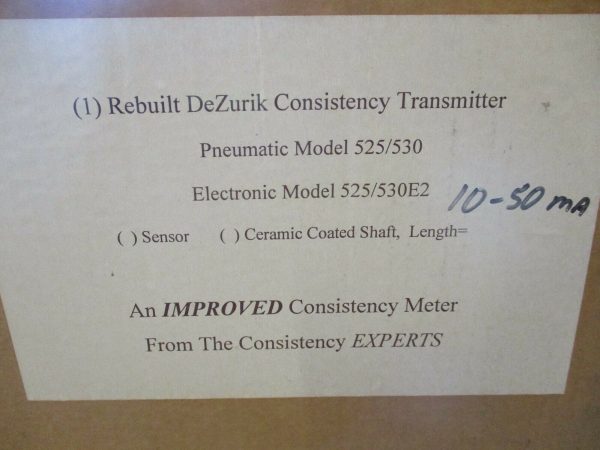 (1) Rebuilt DeZurik Consistency Transmitter
Pneumatic Model 525/530
Electronic Model 525/530E2 10-50 mA
( ) Sensor ( ) Ceramic Coated Shaft, Length=
An IMPROVED Consistency Meter
From The Consistency EXPERTS